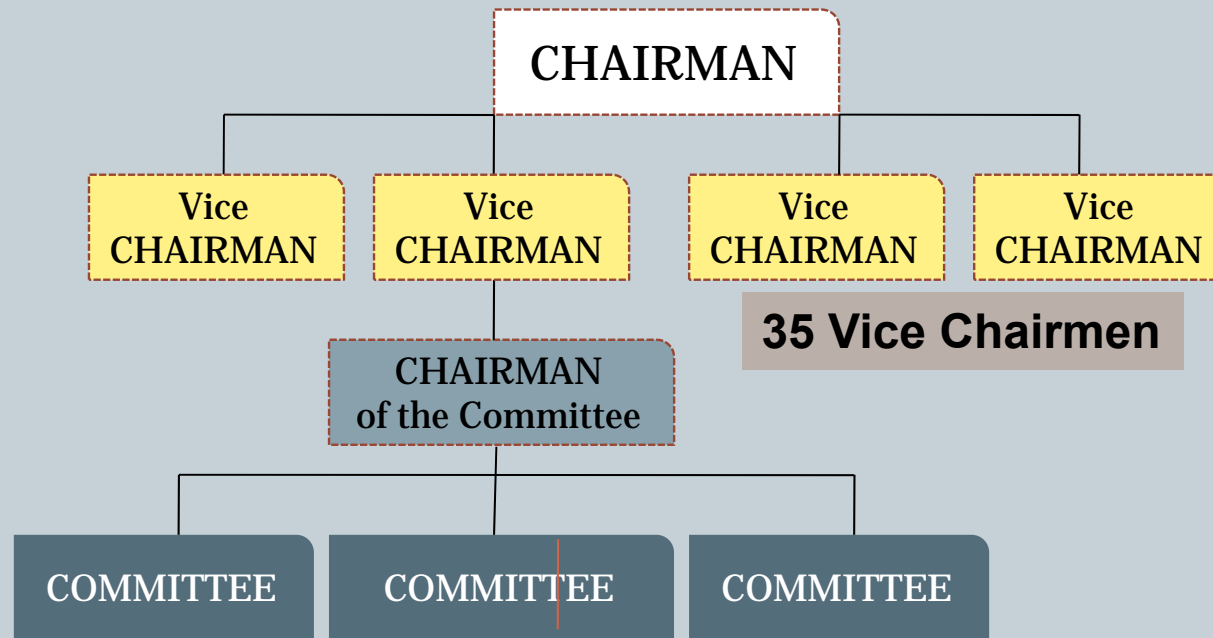 CHAIRMAN
Vice
CHAIRMAN
Vice
CHAIRMAN
Vice
CHAIRMAN
Vice
CHAIRMAN
35 Vice Chairmen
CHAIRMAN
of the Committee
COMMITTEE
COMMITTEE
COMMITTEE